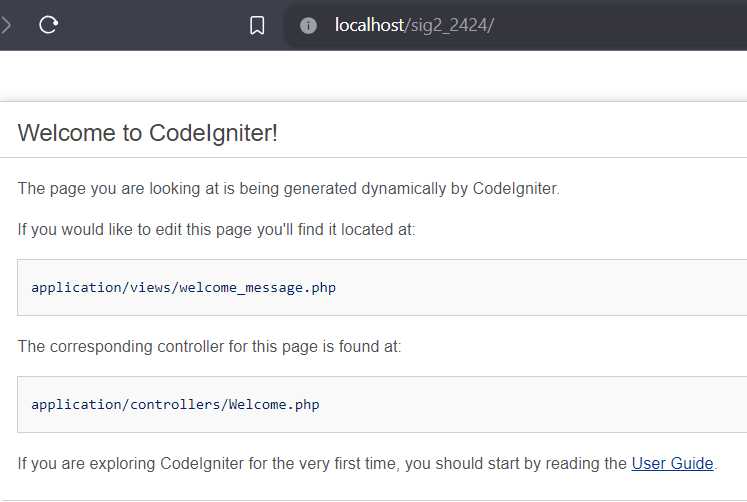 localhost/sig2_2424/
Welcome to CodeIgniter!
The page you are looking at is being generated dynamically by CodeIgniter.
If you would like to edit this page you'll find it located at:
application/views/welcome_message.php
The corresponding controller for this page is found at:
application/controllers/Welcome.php
If you are exploring CodeIgniter for the very first time, you should start by reading the User Guide.